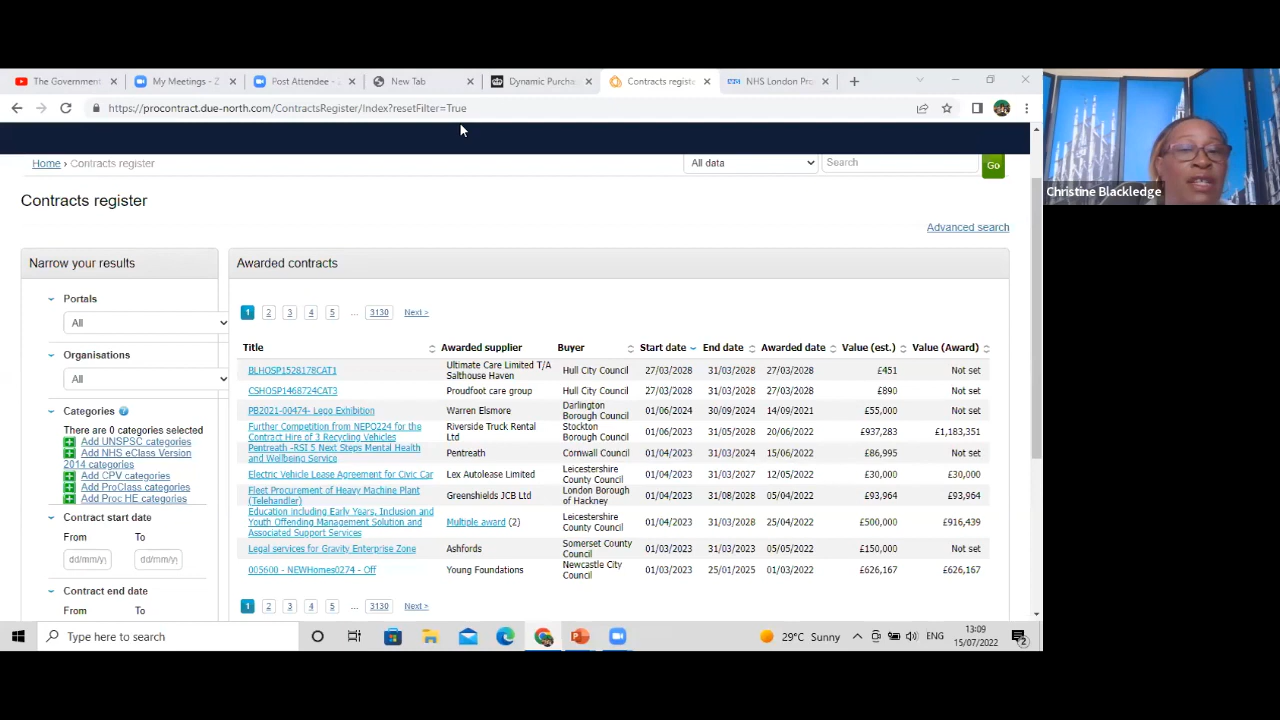 The Government
My Meetings - Z
Post Attendee -
New Tab
Dynamic Purcha
Contracts registe
NHS London Pro
https://procontract.due-north.com/ContractsRegister/Index?resetFilter=True
Home › Contracts register
All data
Search
Go
Contracts register
Advanced search
Narrow your results
Portals
All
Organisations
All
Categories
There are 0 categories selected
Add UNSPSC categories
Add NHS eClass Version
2014 categories
Add CPV categories
Add ProClass categories
Add Proc HE categories
Contract start date
From To
dd/mm/y dd/mm/y
Contract end date
From To
Awarded contracts
1 2 3 4 5 ... 3130 Next >
Title Awarded supplier Buyer Start date End date Awarded date Value (est.) Value (Award)
BLHOSP1528178CAT1 Ultimate Care Limited T/A Salthouse Haven Hull City Council 27/03/2028 31/03/2028 27/03/2028 £451 Not set
CSHOSP1468724CAT3 Proudfoot care group Hull City Council 27/03/2028 31/03/2028 27/03/2028 £890 Not set
PB2021-00474- Lego Exhibition Warren Elsmore Darlington Borough Council 01/06/2024 30/09/2024 14/09/2021 £55,000 Not set
Further Competition from NEPO224 for the Contract Hire of 3 Recycling Vehicles Riverside Truck Rental Ltd Stockton Borough Council 01/06/2023 31/05/2028 20/06/2022 £937,283 £1,183,351
Pentreath -RSI 5 Next Steps Mental Health and Wellbeing Service Pentreath Cornwall Council 01/04/2023 31/03/2024 15/06/2022 £86,995 Not set
Electric Vehicle Lease Agreement for Civic Car Lex Autolease Limited Leicestershire County Council 01/04/2023 31/03/2027 05/05/2022 £30,000 £30,000
Fleet Procurement of Heavy Machine Plant (Telehandler) Greenshields JCB Ltd London Borough of Hackney 01/04/2023 31/08/2028 05/04/2022 £93,964 £93,964
Education including Early Years, Inclusion and Youth Offending Management Solution and Associated Support Services Multiple award (2) Leicestershire County Council 01/04/2023 31/03/2028 25/04/2022 £500,000 £916,439
Legal services for Gravity Enterprise Zone Ashfords Somerset County Council 01/03/2023 31/03/2023 05/05/2022 £150,000 Not set
005600 - NEWHomes0274 - Off Young Foundations Newcastle City Council 01/03/2023 25/01/2025 01/03/2022 £626,167 £626,167
1 2 3 4 5 ... 3130 Next >
Type here to search
29°C Sunny
ENG
13:09
15/07/2022
2
Christine Blackledge